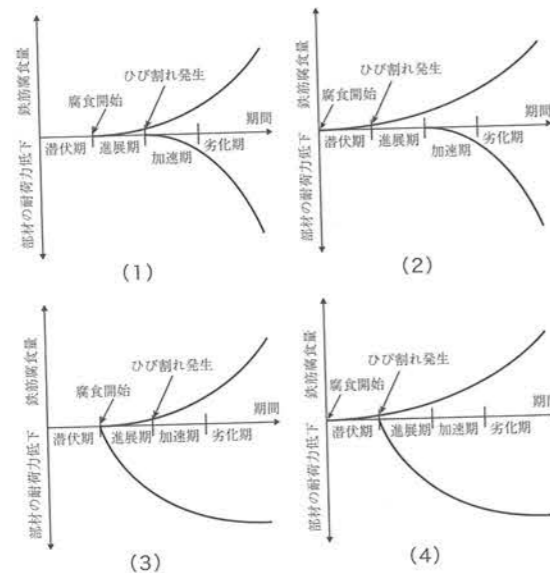 鉄筋腐食量
部材の耐荷力低下
腐食開始
ひび割れ発生
期間
潜伏期
進展期
加速期
劣化期
(1)
鉄筋腐食量
部材の耐荷力低下
腐食開始
ひび割れ発生
期間
潜伏期
進展期
加速期
劣化期
(2)
鉄筋腐食量
部材の耐荷力低下
腐食開始
ひび割れ発生
期間
潜伏期
進展期
加速期
劣化期
(3)
鉄筋腐食量
部材の耐荷力低下
腐食開始
ひび割れ発生
期間
潜伏期
進展期
加速期
劣化期
(4)